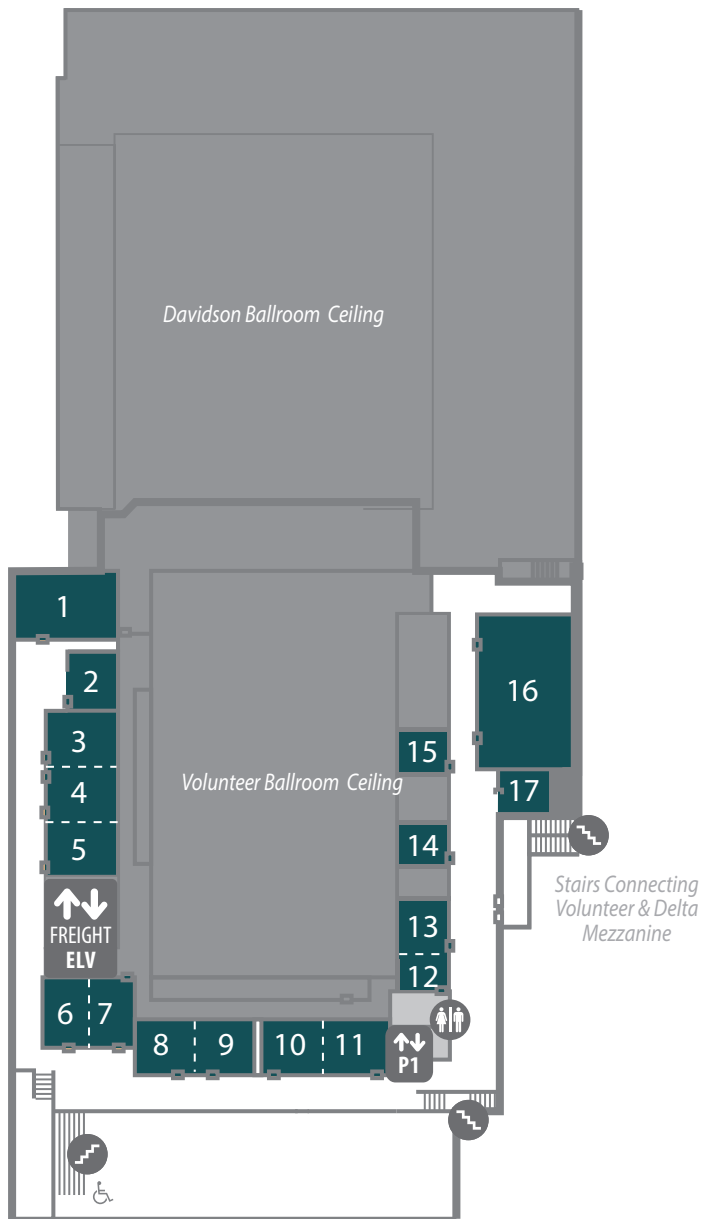 Davidson Ballroom Ceiling
1
2
16
3
15
Volunteer Ballroom Ceiling
4
17
14
5
Stairs Connecting
Volunteer & Delta
Mezzanine
FREIGHT
ELV
13
12
6
7
8
9
10
11
P1